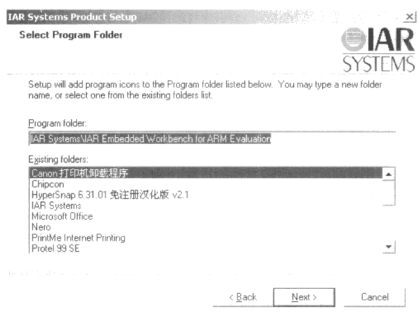 IAR Systems Product Setup
Select Program Folder
IAR
SYSTEMS
Setup will add program icons to the Program folder listed below. You may type a new folder
name, or select one from the existing folders list.
Program folder:
IAR Systems\IAR Embedded Workbench for ARM Evaluation
Existing folders:
Canon 打印机卸载程序
Chipcon
HyperSnap 6.31.01 免注册汉化版 v2.1
IAR Systems
Microsoft Office
Nero
PrintMe Internet Printing
Protel 99 SE
< Back
Next >
Cancel